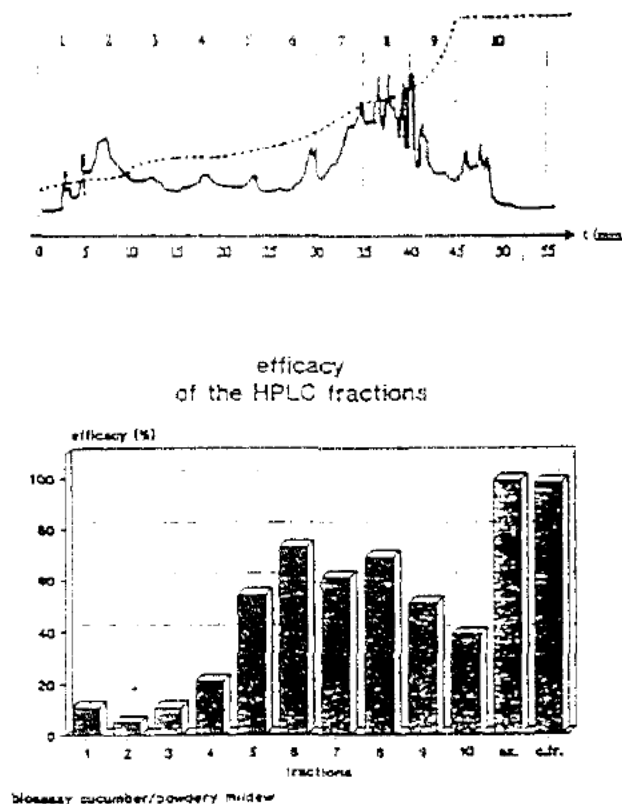 1 2 3 4 5 6 7 8 9 10
0 5 10 15 20 25 30 35 40 45 50 55
efficacy
of the HPLC fractions
efficacy (%)
100
80
60
40
20
0
1 2 3 4 5 6 7 8 9 10 ex. c.fr.
fractions
bioassay cucumber/powdery mildew